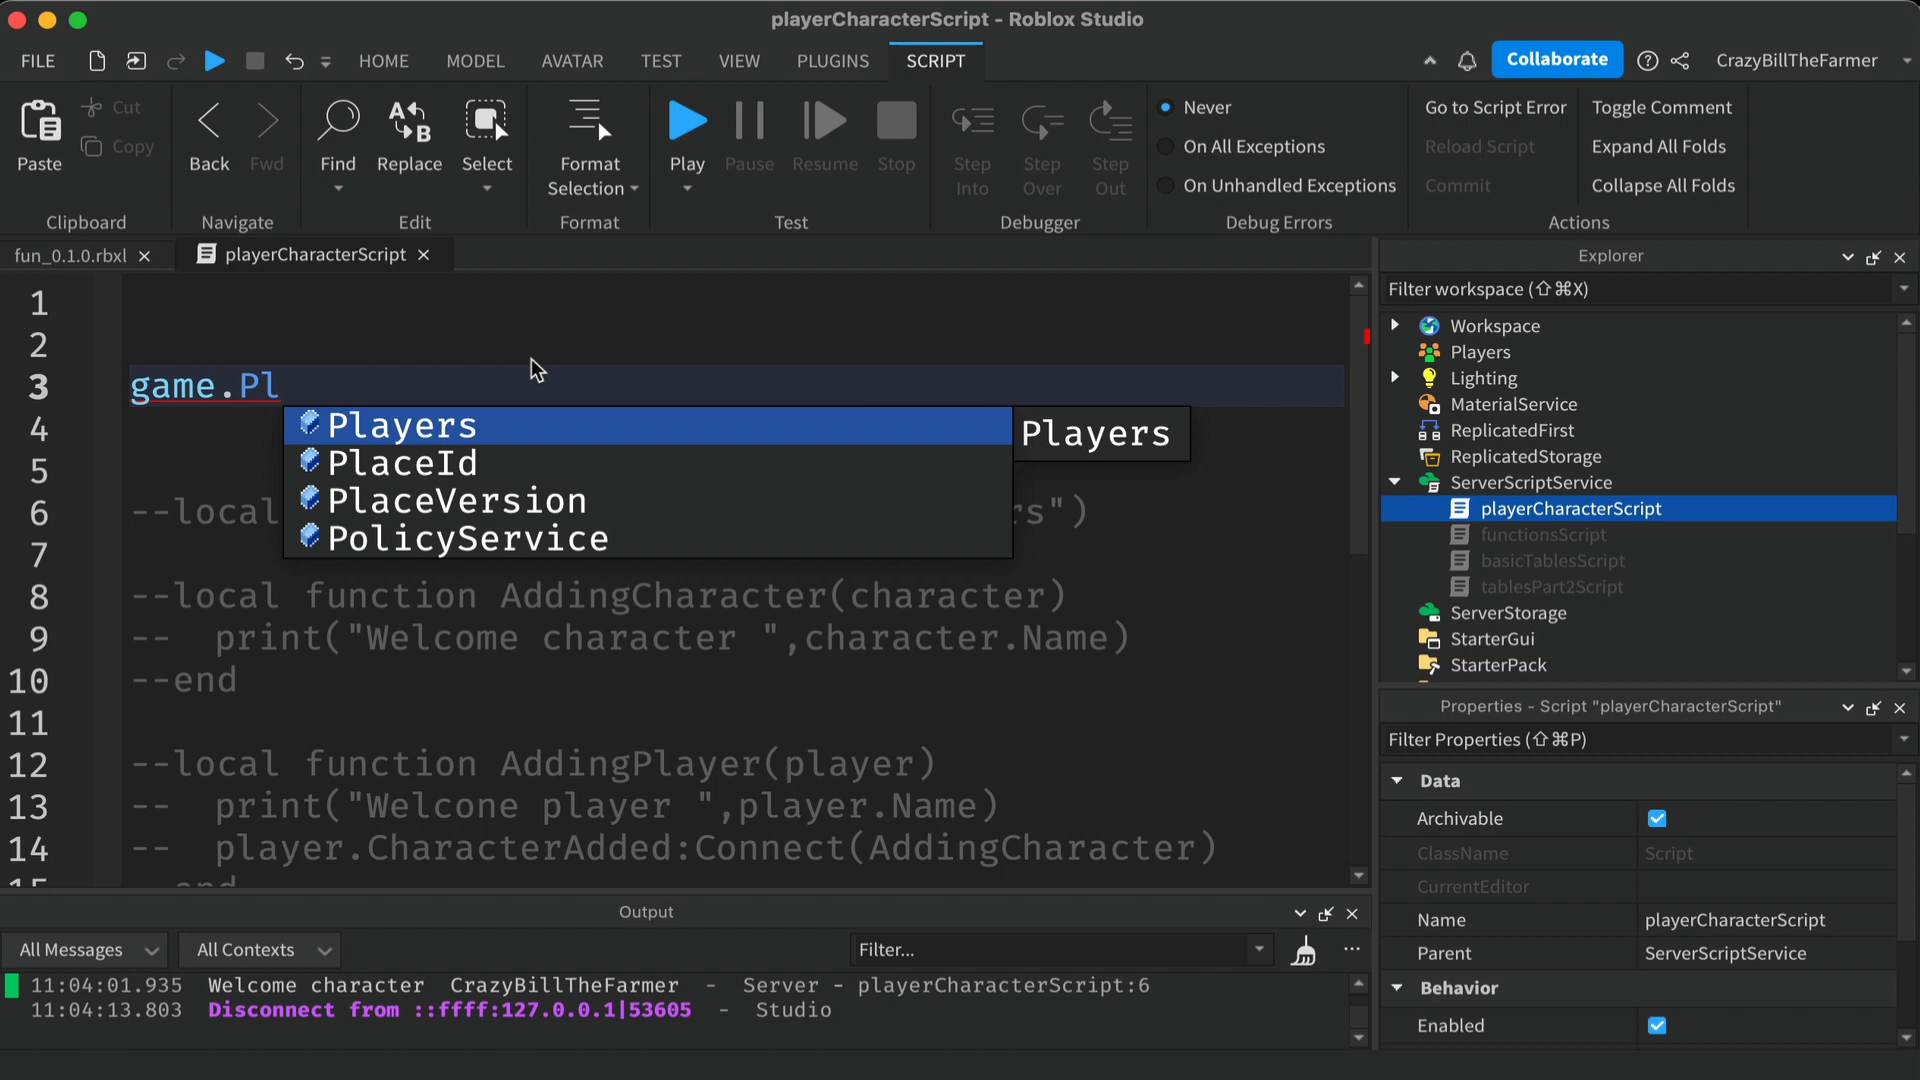 playerCharacterScript - Roblox Studio
FILE HOME MODEL AVATAR TEST VIEW PLUGINS SCRIPT Collaborate CrazyBillTheFarmer
Paste Cut Copy Back Fwd Find Replace Select Format Selection Play Pause Resume Stop Step Into Step Over Step Out
Never
On All Exceptions
On Unhandled Exceptions
Go to Script Error
Reload Script
Commit
Toggle Comment
Expand All Folds
Collapse All Folds
Clipboard Navigate Edit Format Test Debugger Debug Errors Actions
fun_0.1.0.rbxl playerCharacterScript
1
2
3 game.Pl
Players Players
PlaceId
PlaceVersion
PolicyService
4
5
6 --local rs")
7
8 --local function AddingCharacter(character)
9 -- print("Welcome character ",character.Name)
10 --end
11
12 --local function AddingPlayer(player)
13 -- print("Welcone player ",player.Name)
14 -- player.CharacterAdded:Connect(AddingCharacter)
15 --end
Explorer
Filter workspace (⇧⌘X)
Workspace
Players
Lighting
MaterialService
ReplicatedFirst
ReplicatedStorage
ServerScriptService
playerCharacterScript
functionsScript
basicTablesScript
tablesPart2Script
ServerStorage
StarterGui
StarterPack
Properties - Script "playerCharacterScript"
Filter Properties (⇧⌘P)
Data
Archivable
ClassName Script
CurrentEditor
Name playerCharacterScript
Parent ServerScriptService
Behavior
Enabled
Output
All Messages All Contexts Filter...
11:04:01.935 Welcome character CrazyBillTheFarmer - Server - playerCharacterScript:6
11:04:13.803 Disconnect from ::ffff:127.0.0.1|53605 - Studio